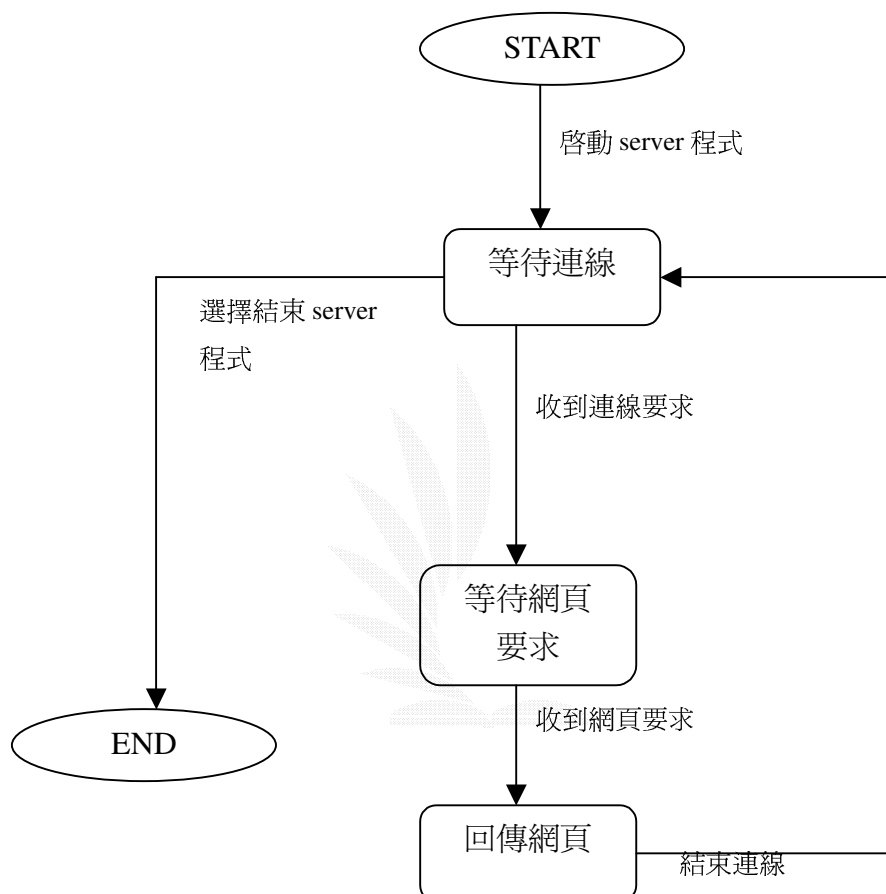 START
啓動 server 程式
等待連線
選擇結束 server
程式
收到連線要求
等待網頁
要求
收到網頁要求
END
回傳網頁
結束連線